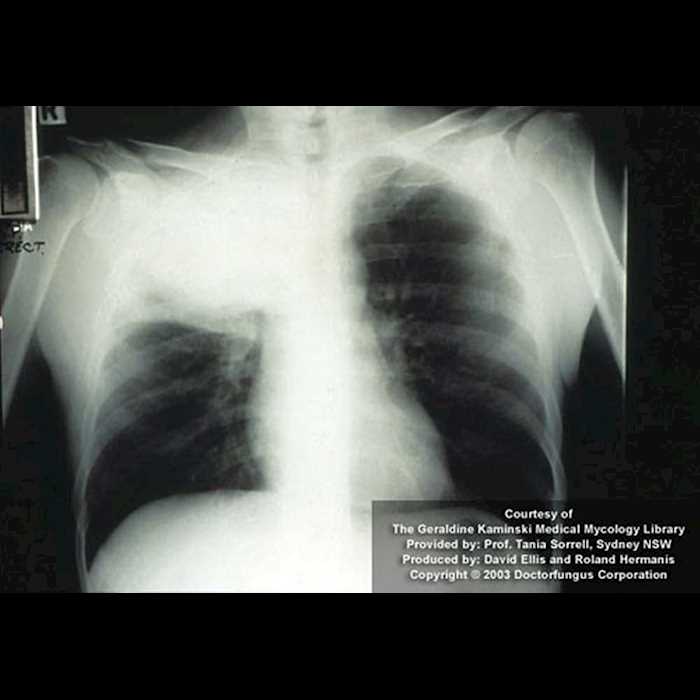 R
ERECT.
Courtesy of
The Geraldine Kaminski Medical Mycology Library
Provided by: Prof. Tania Sorrell, Sydney NSW
Produced by: David Ellis and Roland Hermanis
Copyright © 2003 Doctorfungus Corporation